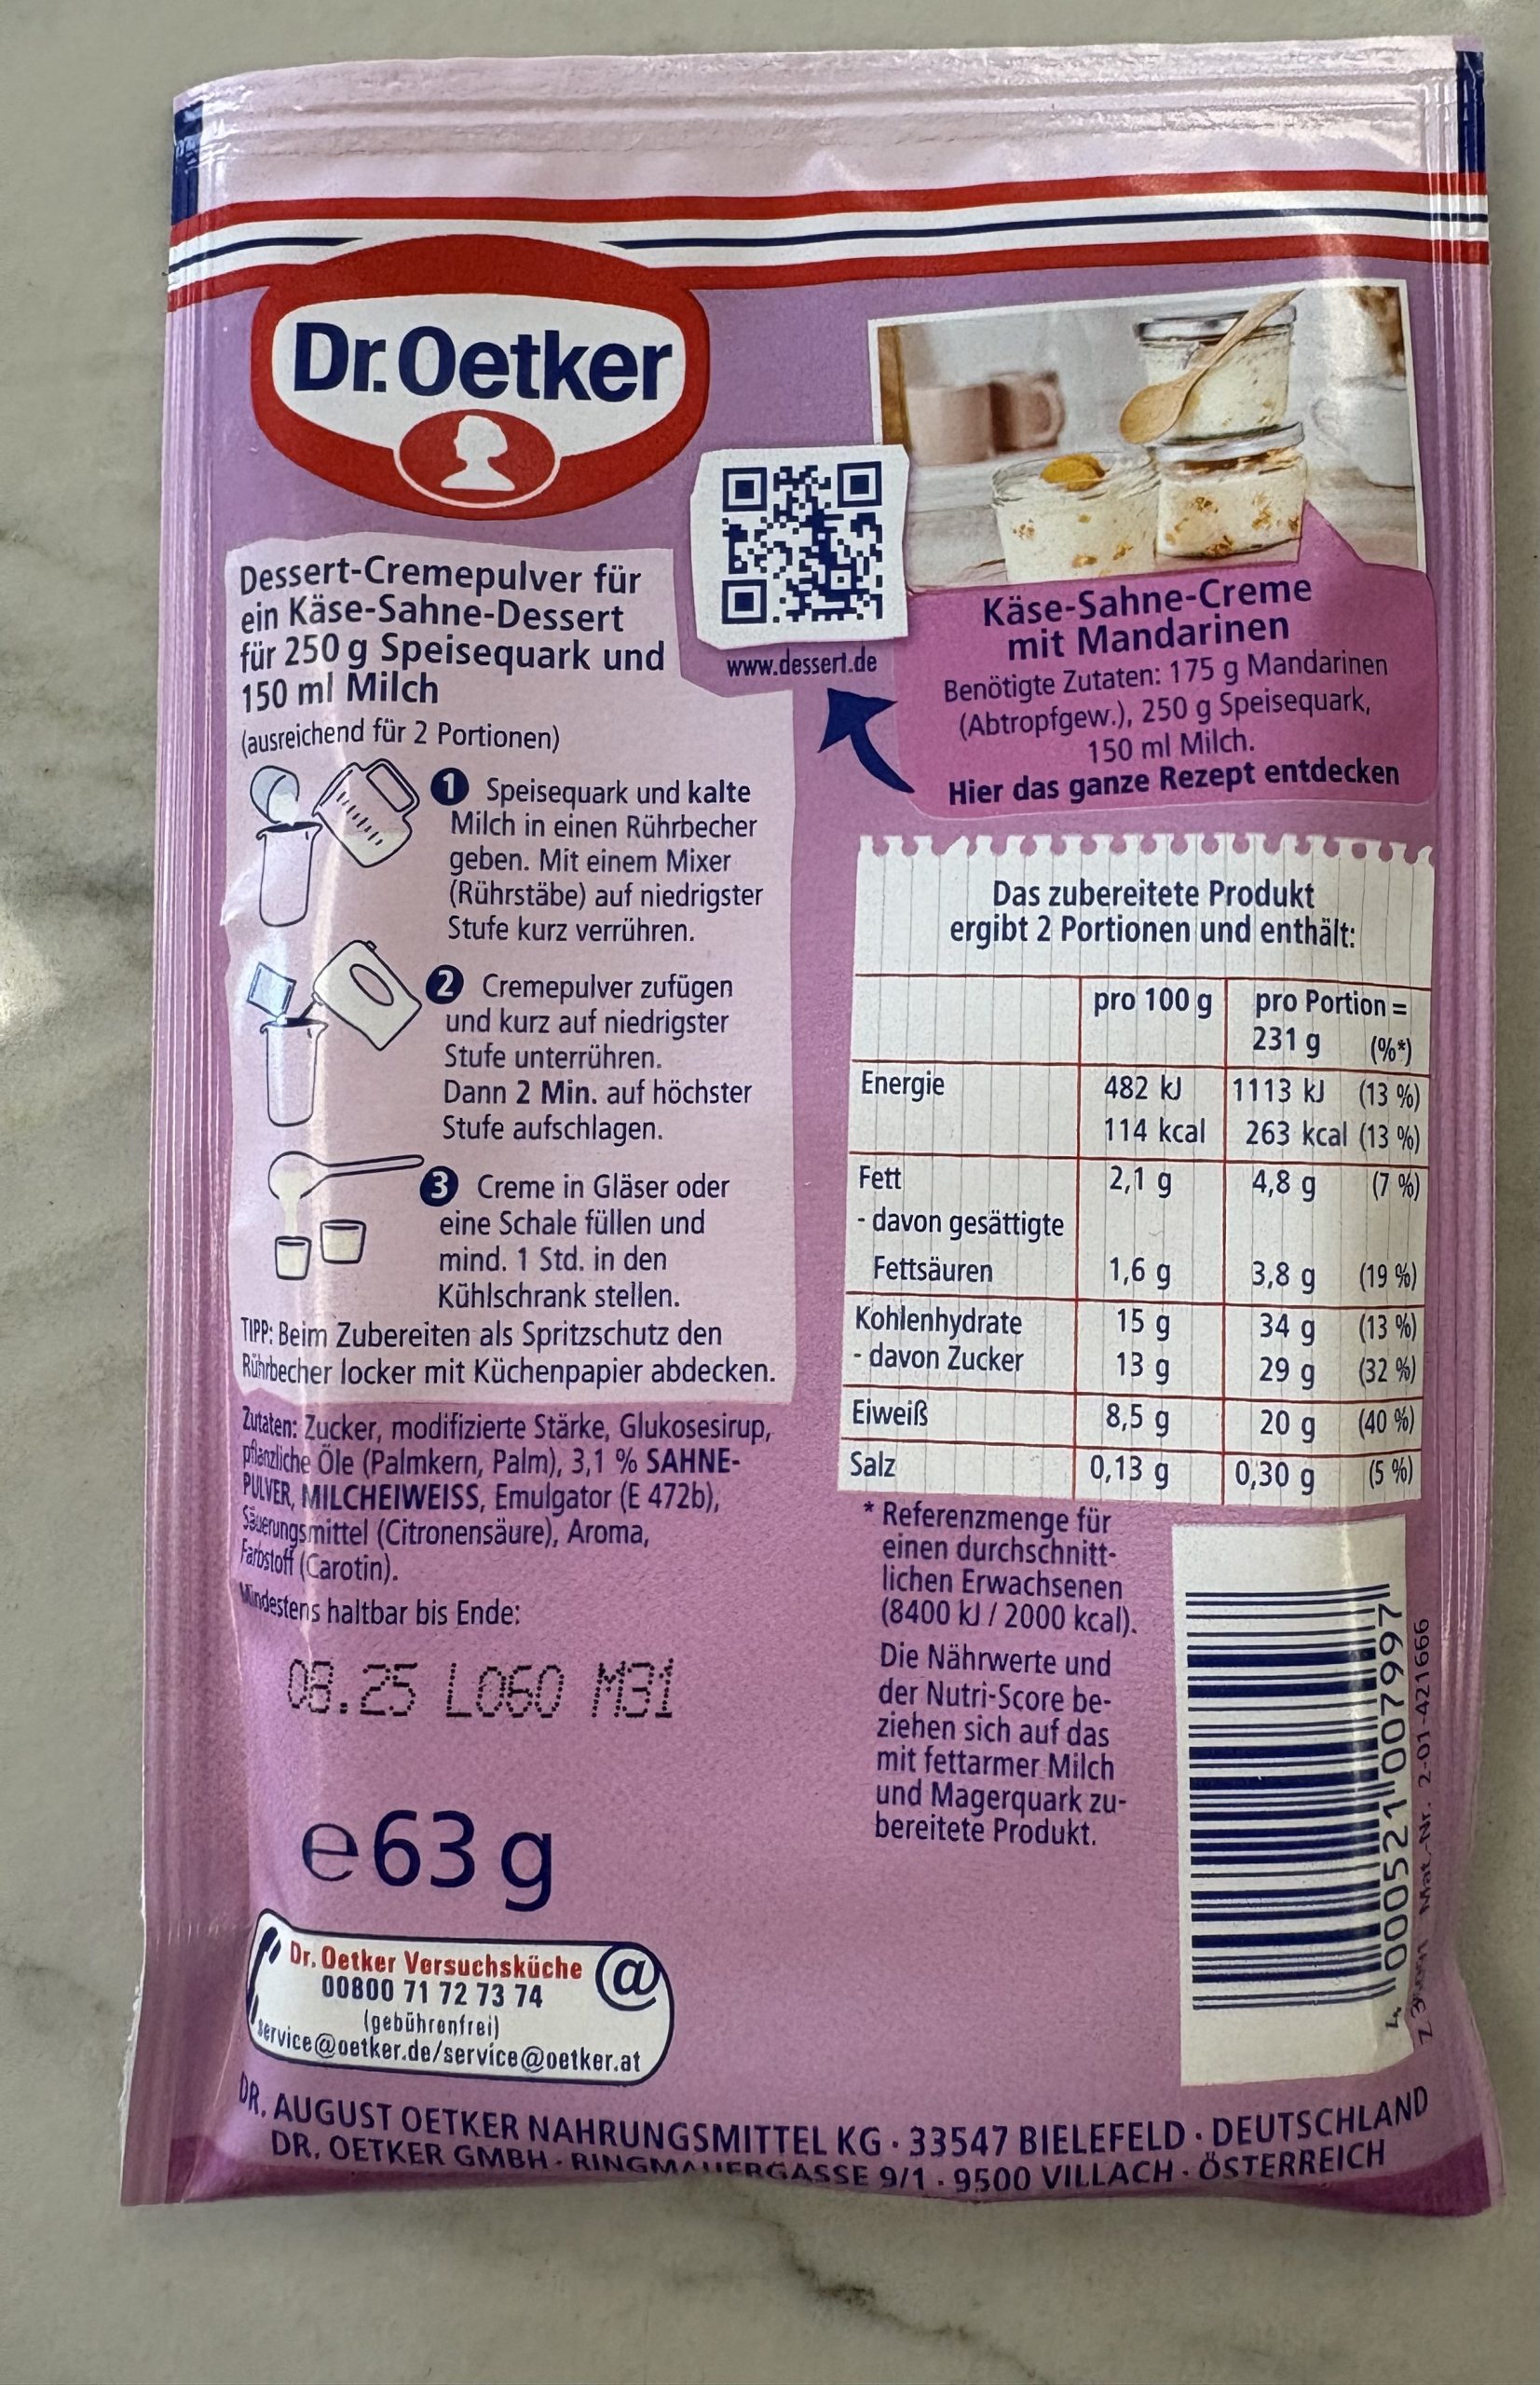 Dr.Oetker
Dessert-Cremepulver für
ein Käse-Sahne-Dessert
für 250 g Speisequark und
150 ml Milch
(ausreichend für 2 Portionen)
1 Speisequark und kalte
Milch in einen Rührbecher
geben. Mit einem Mixer
(Rührstäbe) auf niedrigster
Stufe kurz verrühren.
2 Cremepulver zufügen
und kurz auf niedrigster
Stufe unterrühren.
Dann 2 Min. auf höchster
Stufe aufschlagen.
3 Creme in Gläser oder
eine Schale füllen und
mind. 1 Std. in den
Kühlschrank stellen.
TIPP: Beim Zubereiten als Spritzschutz den
Rührbecher locker mit Küchenpapier abdecken.
Zutaten: Zucker, modifizierte Stärke, Glukosesirup,
pflanzliche Öle (Palmkern, Palm), 3,1 % SAHNE-
PULVER, MILCHEIWEISS, Emulgator (E 472b),
Säuerungsmittel (Citronensäure), Aroma,
Farbstoff (Carotin).
Mindestens haltbar bis Ende:
08.25 L060 M31
e63 g
Dr. Oetker Versuchsküche @
00800 71 72 73 74
(gebührenfrei)
service@oetker.de/service@oetker.at
www.dessert.de
Käse-Sahne-Creme
mit Mandarinen
Benötigte Zutaten: 175 g Mandarinen
(Abtropfgew.), 250 g Speisequark,
150 ml Milch.
Hier das ganze Rezept entdecken
Das zubereitete Produkt
ergibt 2 Portionen und enthält:
pro 100 g pro Portion =
231 g (%*)
Energie 482 kJ 1113 kJ (13 %)
114 kcal 263 kcal (13 %)
Fett 2,1 g 4,8 g (7 %)
- davon gesättigte
Fettsäuren 1,6 g 3,8 g (19 %)
Kohlenhydrate 15 g 34 g (13 %)
- davon Zucker 13 g 29 g (32 %)
Eiweiß 8,5 g 20 g (40 %)
Salz 0,13 g 0,30 g (5 %)
* Referenzmenge für
einen durchschnitt-
lichen Erwachsenen
(8400 kJ / 2000 kcal).
Die Nährwerte und
der Nutri-Score be-
ziehen sich auf das
mit fettarmer Milch
und Magerquark zu-
bereitete Produkt.
4 000521 007997
Mat.-Nr. 2-01-421666
DR. AUGUST OETKER NAHRUNGSMITTEL KG · 33547 BIELEFELD · DEUTSCHLAND
DR. OETKER GMBH · RINGMAUERGASSE 9/1 · 9500 VILLACH · ÖSTERREICH